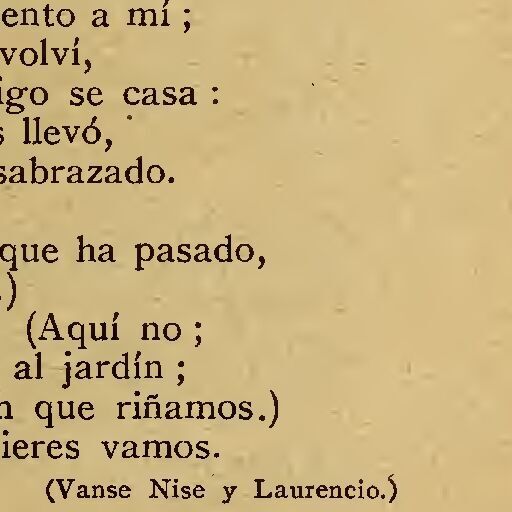 ento a mí ;
volví,
igo se casa :
s llevó,
sabrazado.
que ha pasado,
.)
(Aquí no ;
al jardín ;
n que riñamos.)
ieres vamos.
(Vanse Nise y Laurencio.)